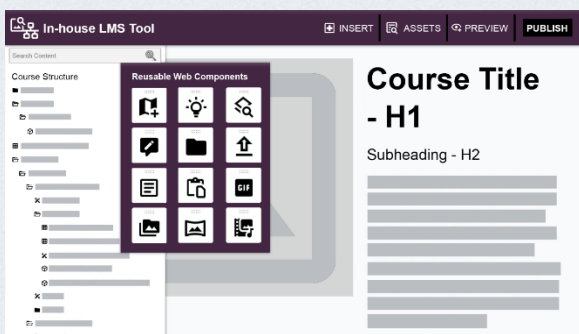 In-house LMS Tool
INSERT
ASSETS
PREVIEW
PUBLISH
Search Content
Course Structure
Reusable Web Components
GIF
Course Title
- H1
Subheading - H2